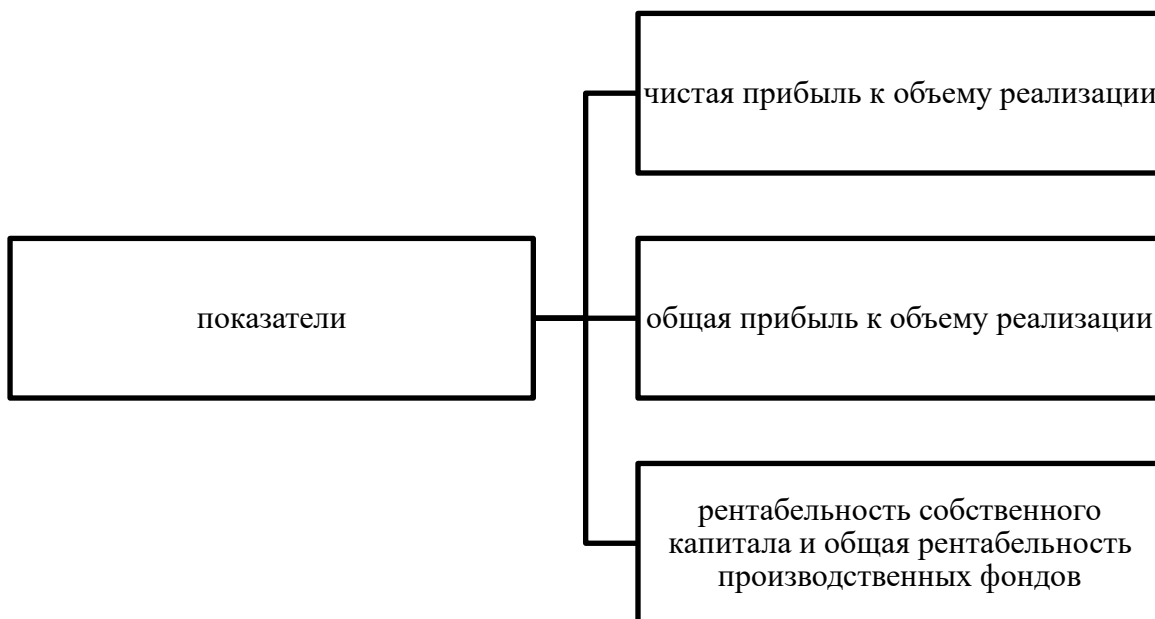 чистая прибыль к объему реализации
показатели
общая прибыль к объему реализации
рентабельность собственного
капитала и общая рентабельность
производственных фондов